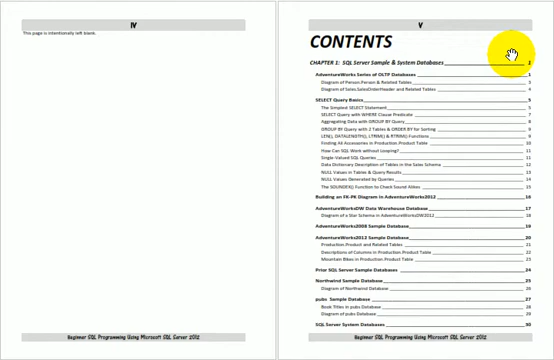 IV
This page is intentionally left blank.
Beginner SQL Programming Using Microsoft SQL Server 2012
V
CONTENTS
CHAPTER 1: SQL Server Sample & System Databases 1
AdventureWorks Series of OLTP Databases 1
Diagram of Person.Person & Related Tables 3
Diagram of Sales.SalesOrderHeader and Related Tables 4
SELECT Query Basics 5
The Simplest SELECT Statement 5
SELECT Query with WHERE Clause Predicate 7
Aggregating Data with GROUP BY Query 8
GROUP BY Query with 2 Tables & ORDER BY for Sorting 9
LEN(), DATALENGTH(), LTRIM() & RTRIM() Functions 9
Finding All Accessories in Production.Product Table 10
How Can SQL Work without Looping? 11
Single-Valued SQL Queries 11
Data Dictionary Description of Tables in the Sales Schema 12
NULL Values in Tables & Query Results 13
NULL Values Generated by Queries 14
The SOUNDEX() Function to Check Sound Alikes 15
Building an FK-PK Diagram in AdventureWorks2012 16
AdventureWorksDW Data Warehouse Database 17
Diagram of a Star Schema in AdventureWorksDW2012 18
AdventureWorks2008 Sample Database 19
AdventureWorks2012 Sample Database 20
Production.Product and Related Tables 21
Descriptions of Columns in Production.Product Table 22
Mountain Bikes in Production.Product Table 23
Prior SQL Server Sample Databases 24
Northwind Sample Database 25
Diagram of Northwind Database 26
pubs Sample Database 27
Book Titles in pubs Database 28
Diagram of pubs Database 29
SQL Server System Databases 30
Beginner SQL Programming Using Microsoft SQL Server 2012